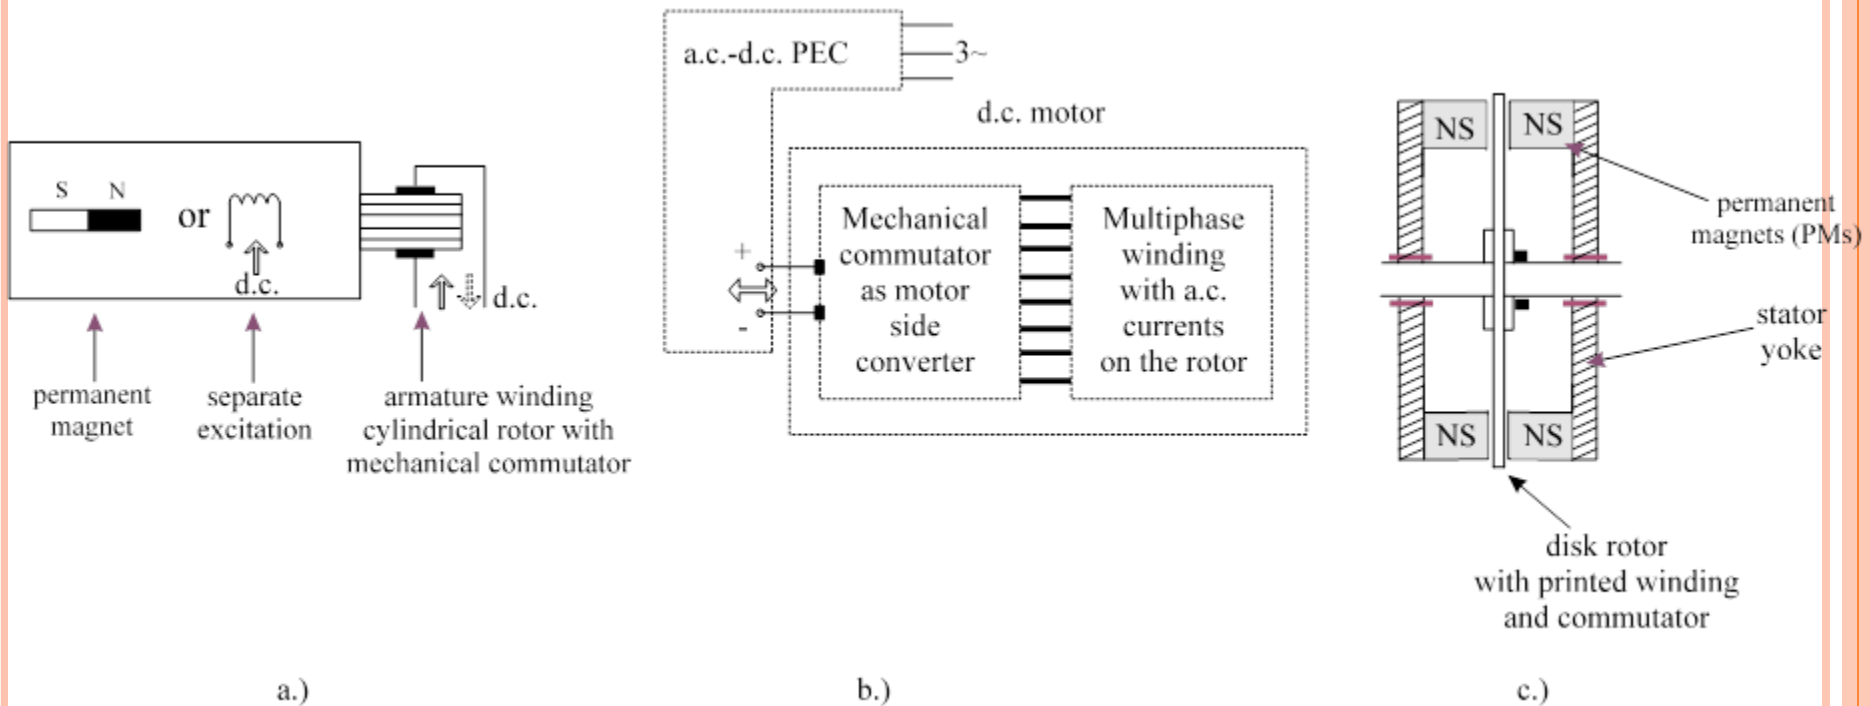 S N
or
d.c.
d.c.
permanent
magnet
separate
excitation
armature winding
cylindrical rotor with
mechanical commutator
a.)
a.c.-d.c. PEC
3~
d.c. motor
+
-
Mechanical
commutator
as motor
side
converter
Multiphase
winding
with a.c.
currents
on the rotor
b.)
NS NS
permanent
magnets (PMs)
stator
yoke
NS NS
disk rotor
with printed winding
and commutator
c.)